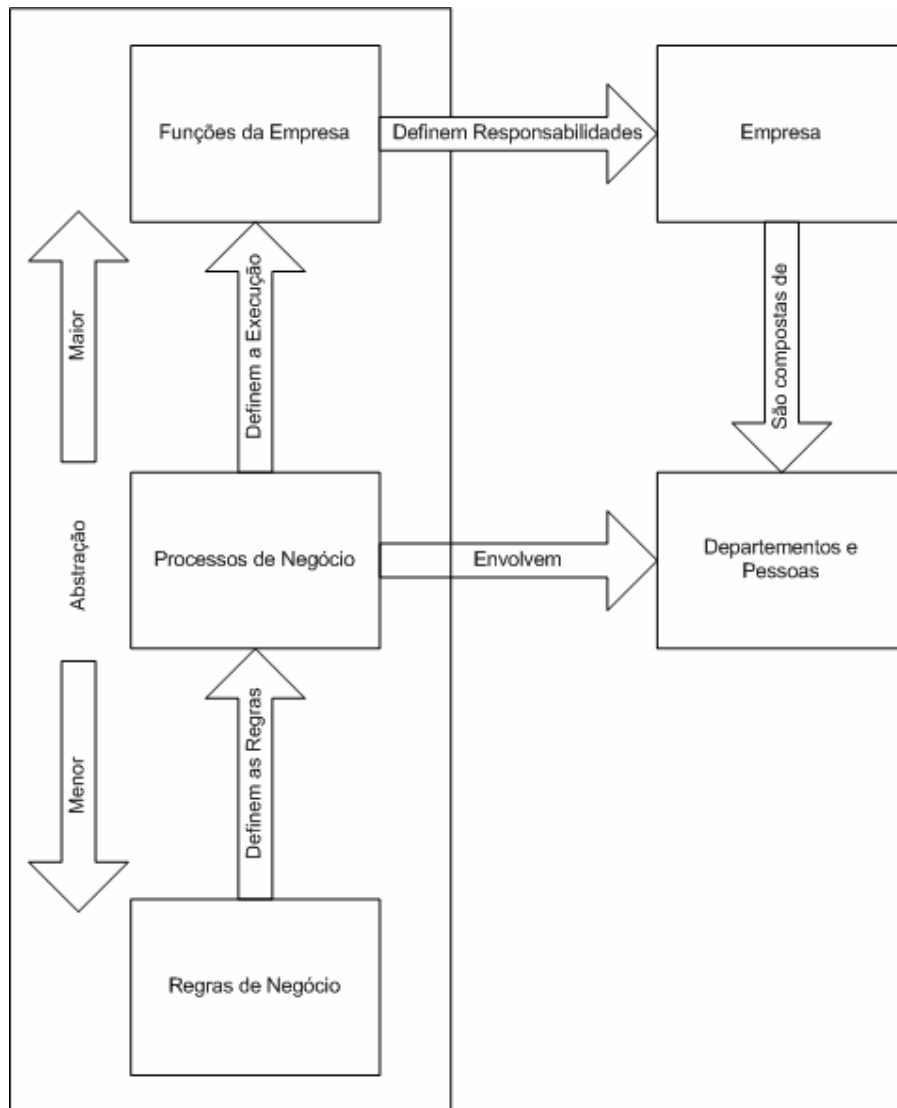 Funções da Empresa
Definem Responsabilidades
Empresa
Maior
Definem a Execução
São compostas de
Abstração
Processos de Negócio
Envolvem
Departementos e
Pessoas
Menor
Definem as Regras
Regras de Negócio